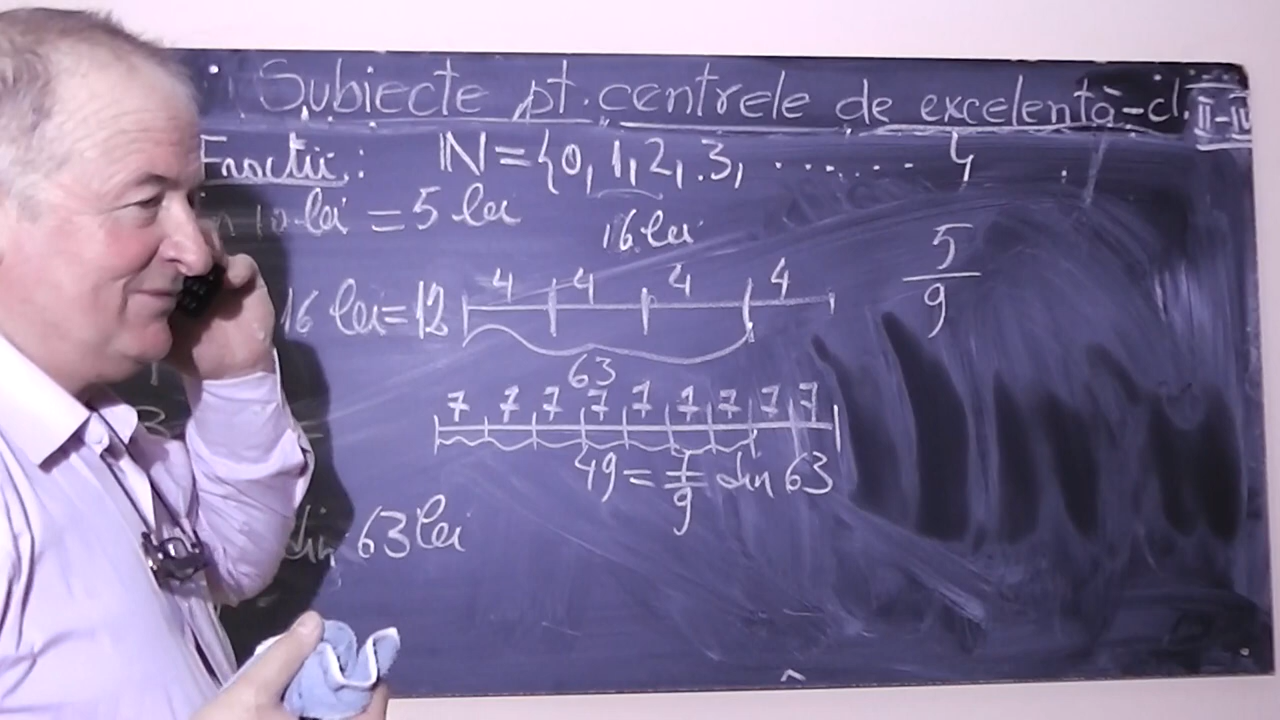 Subiecte pt. centrele de excelență-cl. II-IV
Fracții: N={0, 1, 2, 3, ....... }
10 lei = 5 lei
16 lei
16 lei=12 4 4 4 4
5/9
63
7 7 7 7 7 7 7 7 7
49=7/9 din 63
din 63 lei